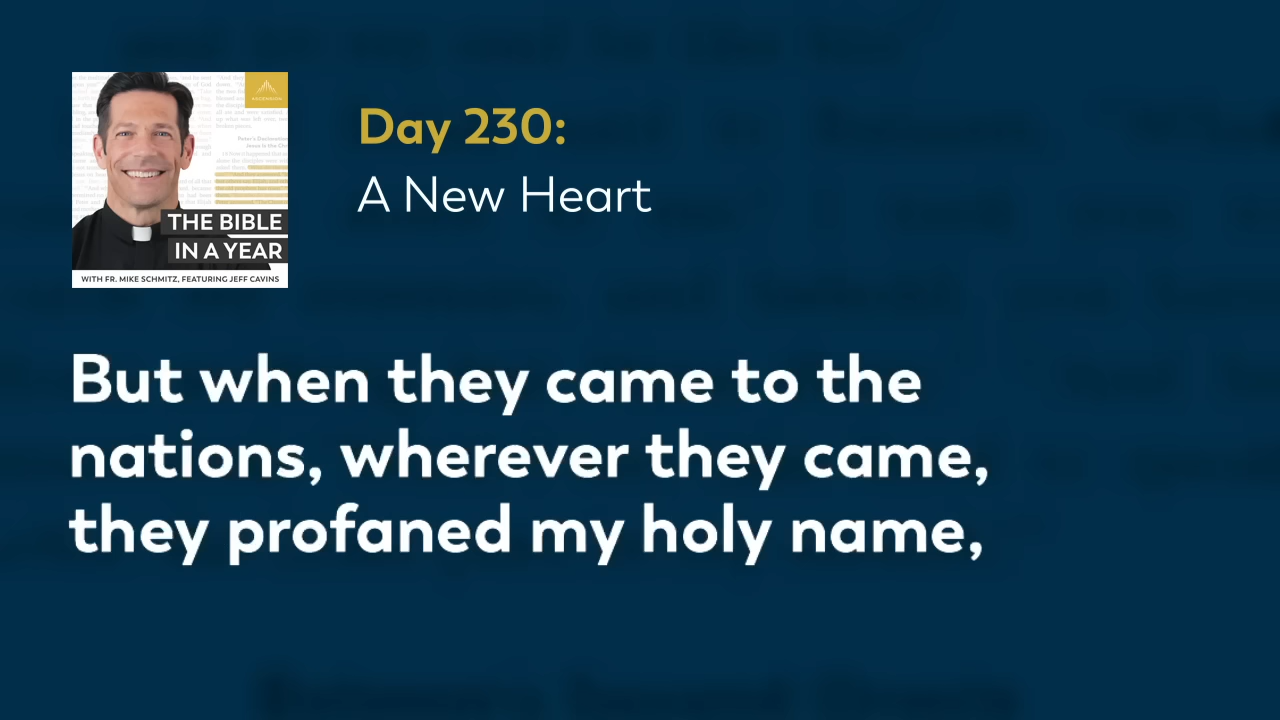 ASCENSION
THE BIBLE
IN A YEAR
WITH FR. MIKE SCHMITZ, FEATURING JEFF CAVINS
Day 230:
A New Heart
But when they came to the
nations, wherever they came,
they profaned my holy name,